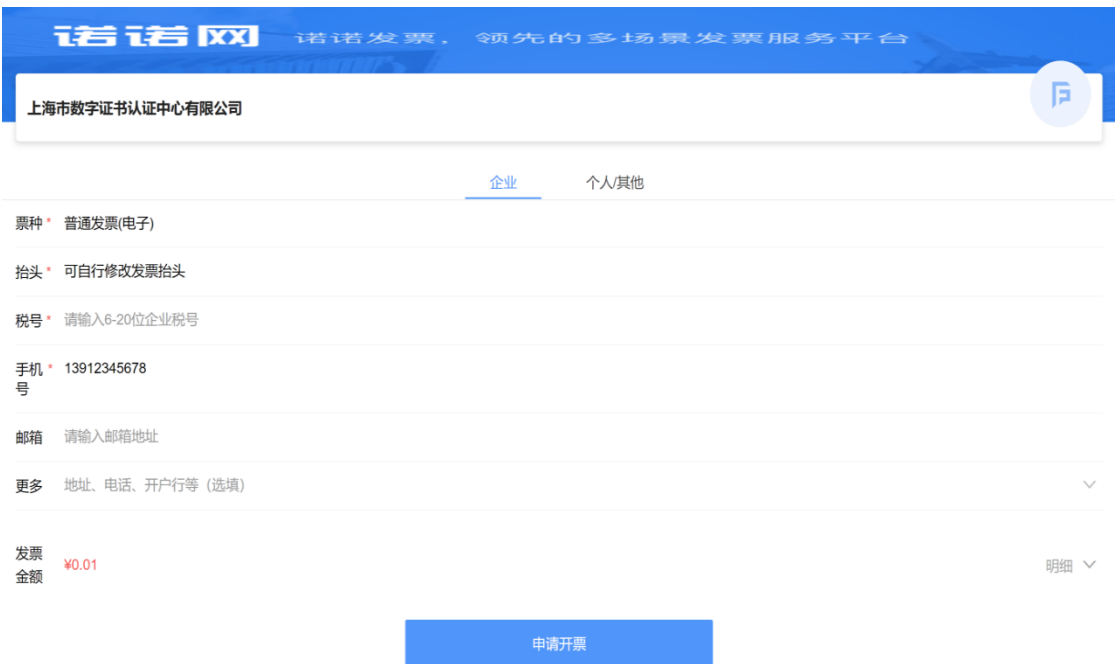 诺诺网 诺诺发票，领先的多场景发票服务平台
上海市数字证书认证中心有限公司
企业 个人/其他
票种 * 普通发票(电子)
抬头 * 可自行修改发票抬头
税号 * 请输入6-20位企业税号
手机号 * 13912345678
邮箱 请输入邮箱地址
更多 地址、电话、开户行等（选填）
发票金额 ¥0.01 明细
申请开票